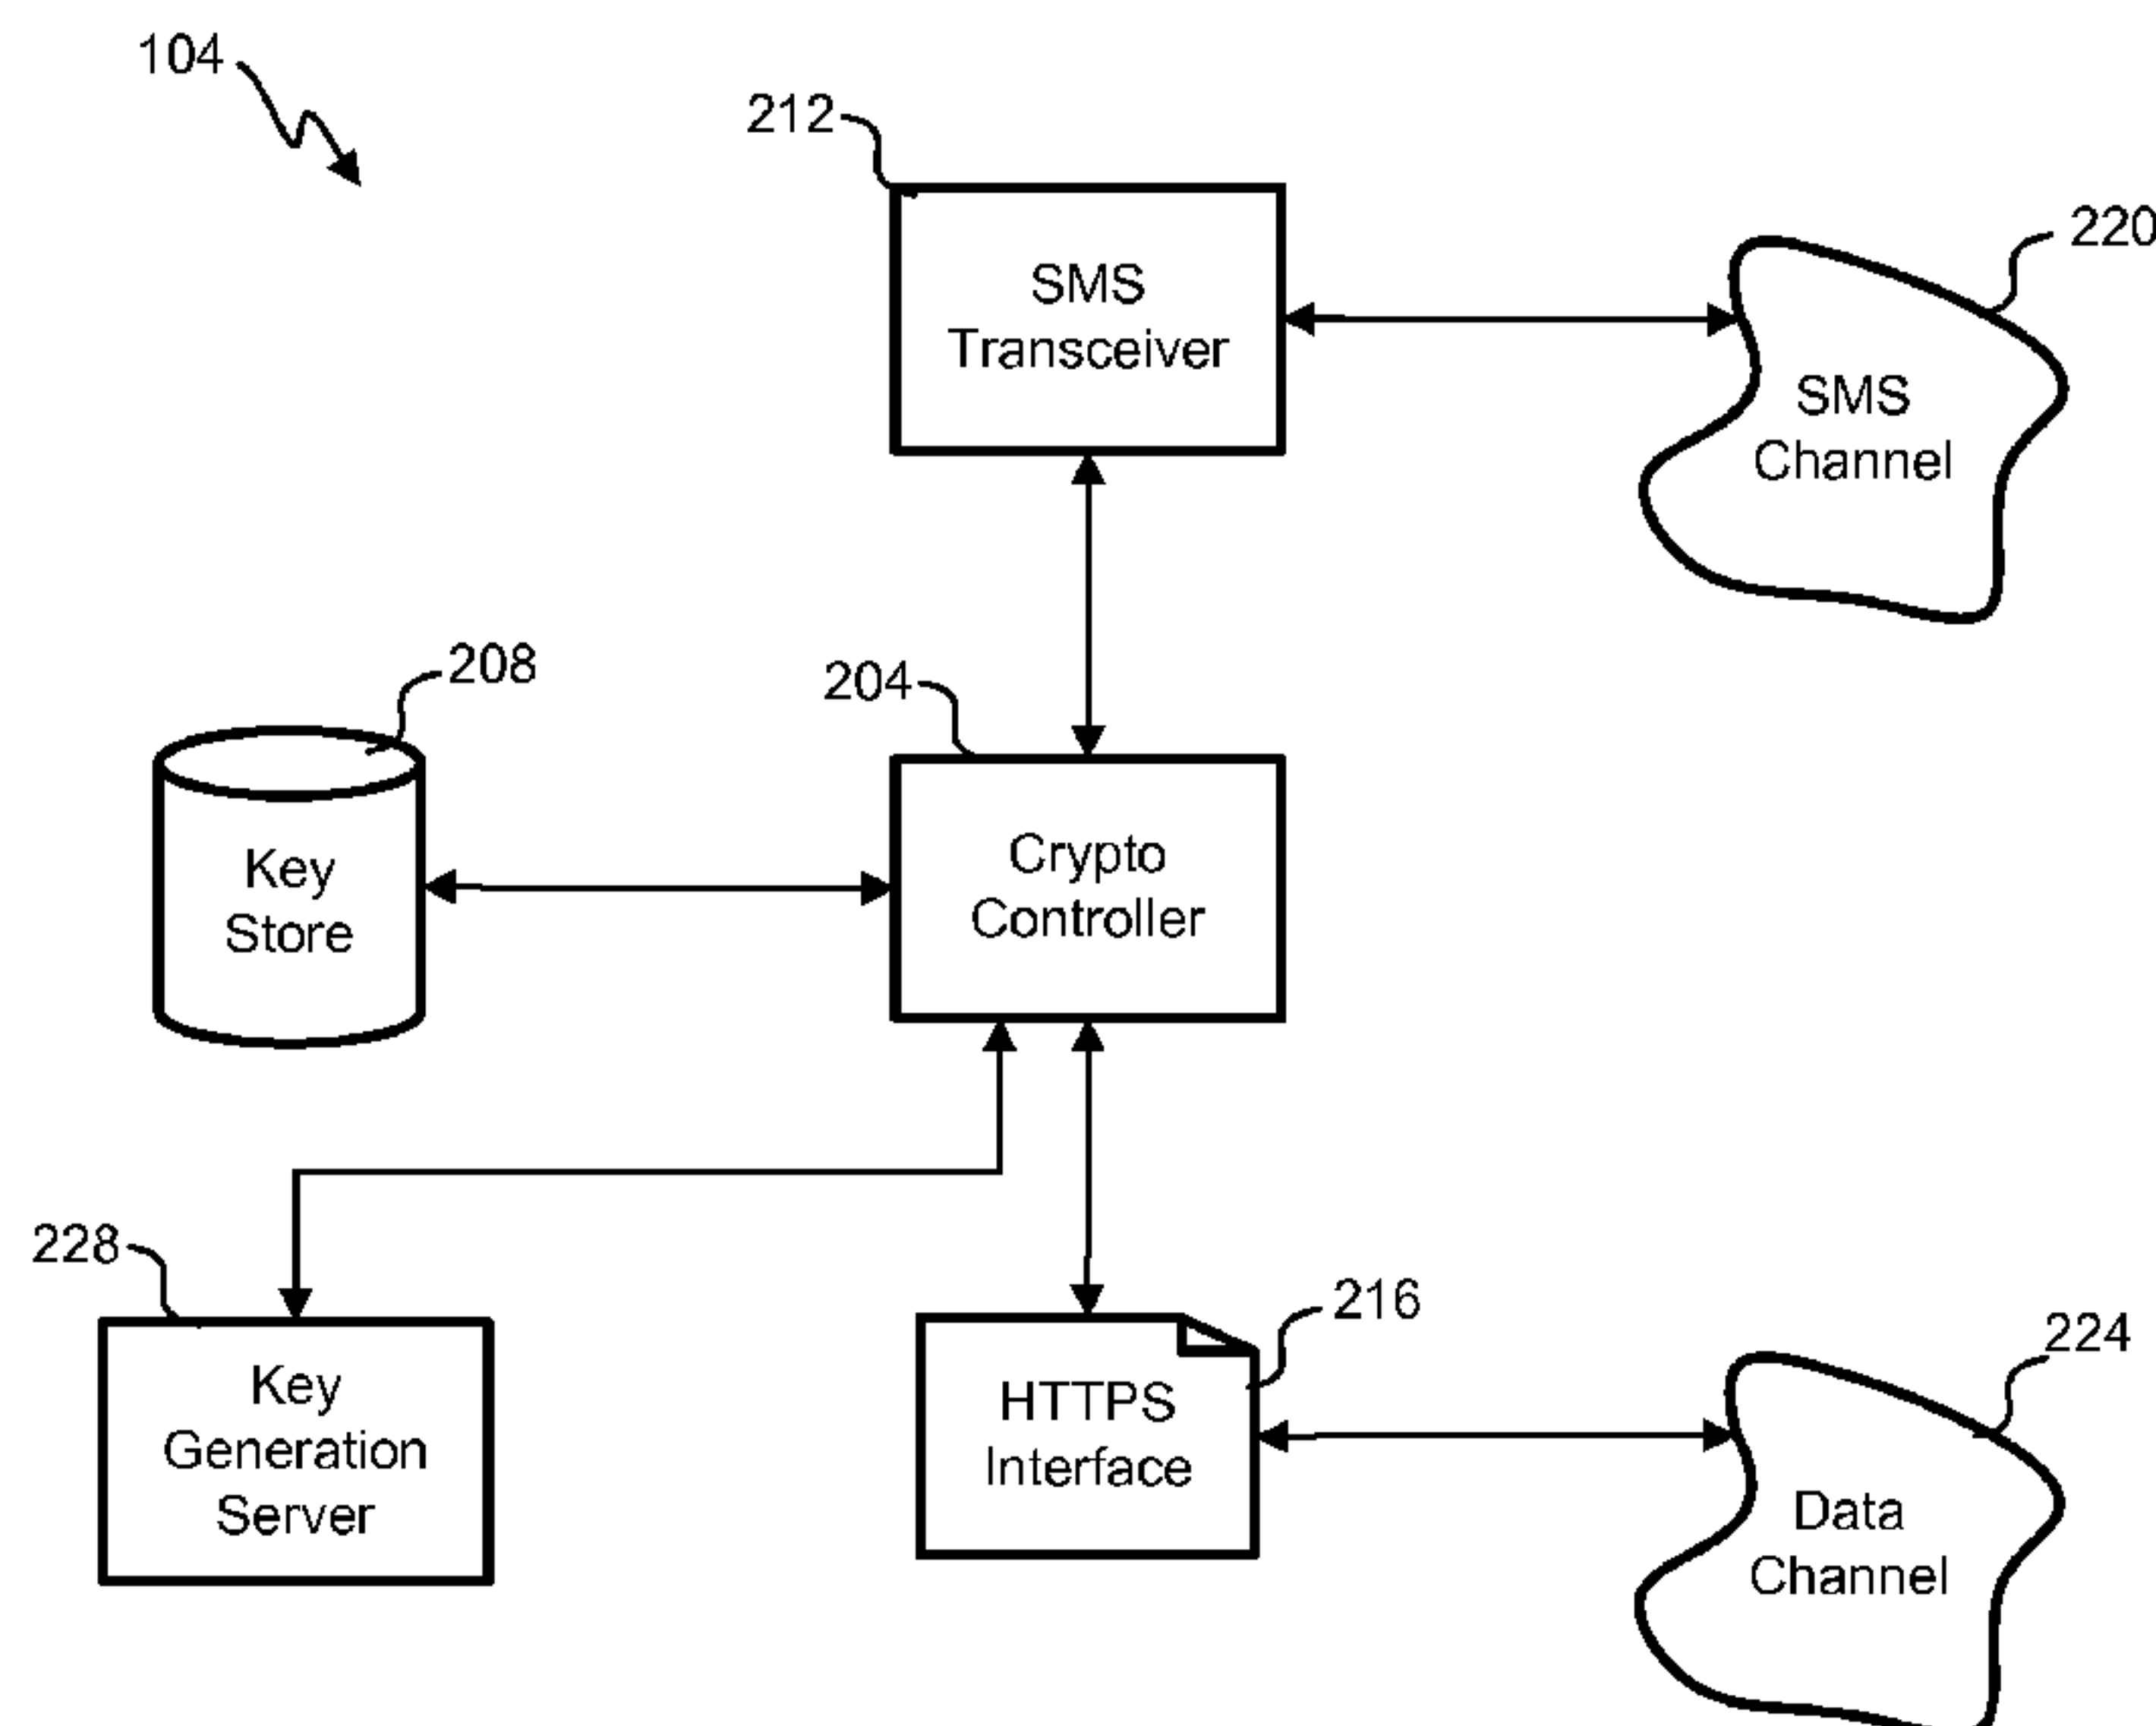 104
212
SMS
Transceiver
220
SMS
Channel
208
Key
Store
204
Crypto
Controller
228
Key
Generation
Server
216
HTTPS
Interface
224
Data
Channel